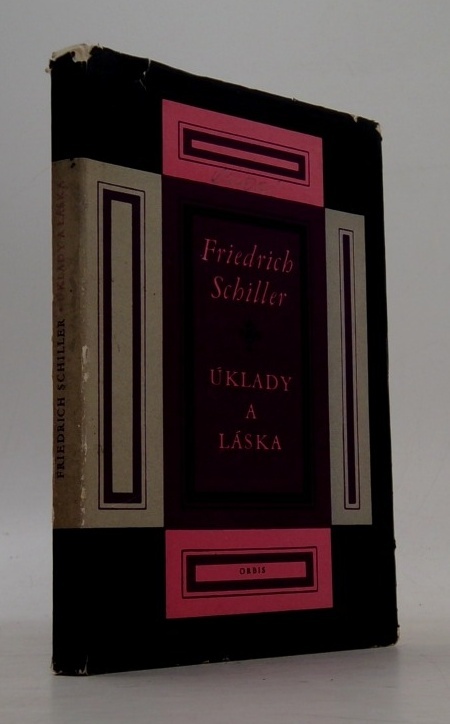 Friedrich
Schiller
ÚKLADY
A
LÁSKA
ORBIS
FRIEDRICH SCHILLER • ÚKLADY A LÁSKA